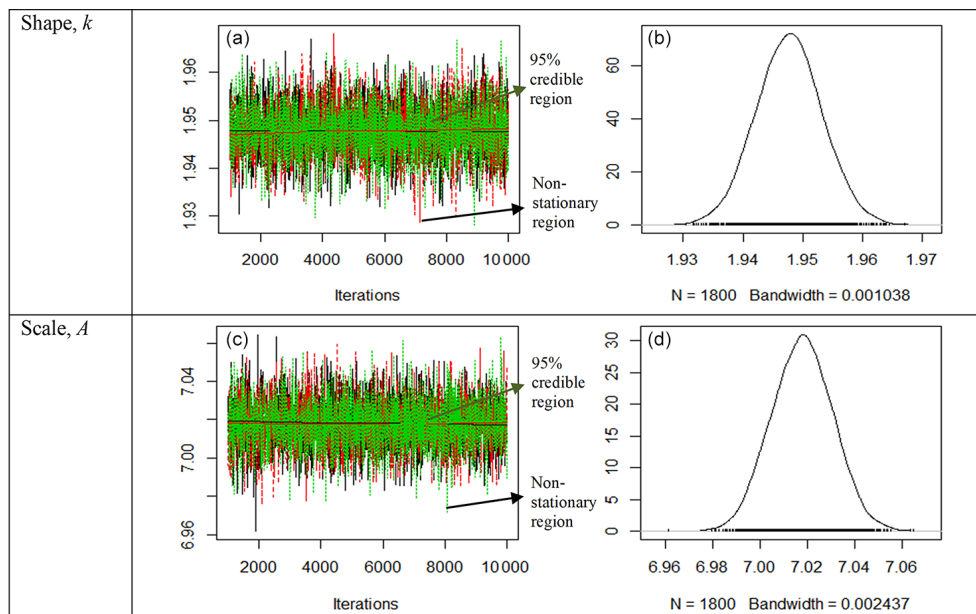 Shape, k
(a)
1.96
1.95
1.94
1.93
2000 4000 6000 8000 10 000
Iterations
95%
credible
region
Non-
stationary
region
(b)
60
40
20
0
1.93 1.94 1.95 1.96 1.97
N = 1800 Bandwidth = 0.001038
Scale, A
(c)
7.04
7.00
6.96
2000 4000 6000 8000 10 000
Iterations
95%
credible
region
Non-
stationary
region
(d)
30
25
20
15
10
5
0
6.96 6.98 7.00 7.02 7.04 7.06
N = 1800 Bandwidth = 0.002437